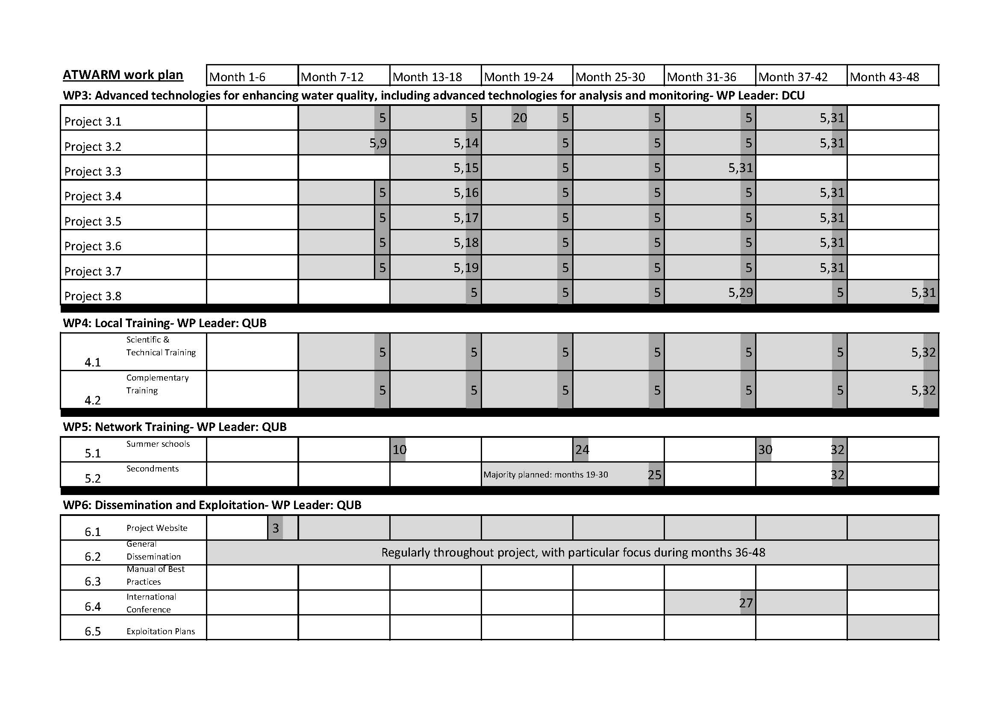 ATWARM work plan Month 1-6 Month 7-12 Month 13-18 Month 19-24 Month 25-30 Month 31-36 Month 37-42 Month 43-48
WP3: Advanced technologies for enhancing water quality, including advanced technologies for analysis and monitoring- WP Leader: DCU
Project 3.1 5 5 20 5 5 5 5,31
Project 3.2 5,9 5,14 5 5 5 5,31
Project 3.3 5,15 5 5 5,31
Project 3.4 5 5,16 5 5 5 5,31
Project 3.5 5 5,17 5 5 5 5,31
Project 3.6 5 5,18 5 5 5 5,31
Project 3.7 5 5,19 5 5 5 5,31
Project 3.8 5 5 5 5,29 5 5,31
WP4: Local Training- WP Leader: QUB
Scientific &
Technical Training
4.1 5 5 5 5 5 5 5,32
Complementary
Training
4.2 5 5 5 5 5 5 5,32
WP5: Network Training- WP Leader: QUB
5.1 Summer schools 10 24 30 32
5.2 Secondments Majority planned: months 19-30 25 32
WP6: Dissemination and Exploitation- WP Leader: QUB
6.1 Project Website 3
General
6.2 Dissemination Regularly throughout project, with particular focus during months 36-48
Manual of Best
6.3 Practices
International
6.4 Conference 27
6.5 Exploitation Plans